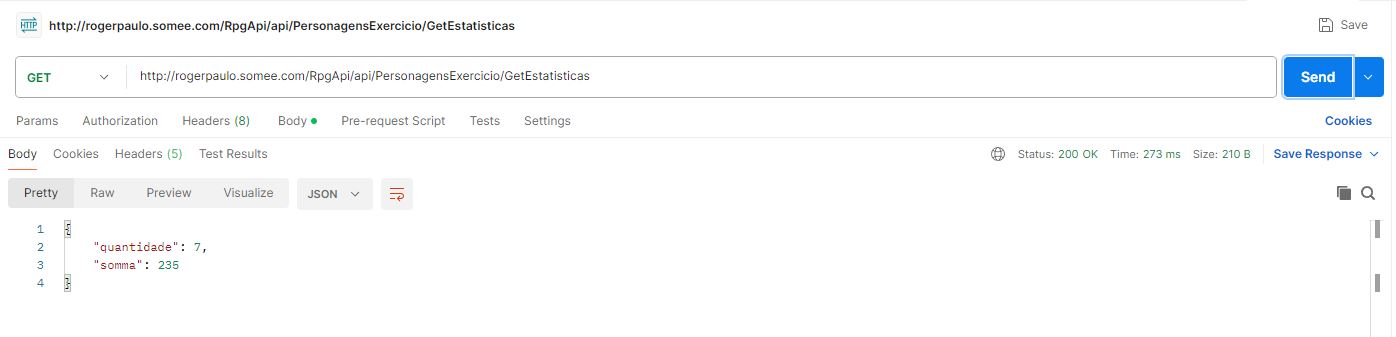 HTTP http://rogerpaulo.somee.com/RpgApi/api/PersonagensExercicio/GetEstatisticas Save
GET http://rogerpaulo.somee.com/RpgApi/api/PersonagensExercicio/GetEstatisticas Send
Params Authorization Headers (8) Body Pre-request Script Tests Settings Cookies
Body Cookies Headers (5) Test Results Status: 200 OK Time: 273 ms Size: 210 B Save Response
Pretty Raw Preview Visualize JSON
1 {
2 "quantidade": 7,
3 "somma": 235
4 }